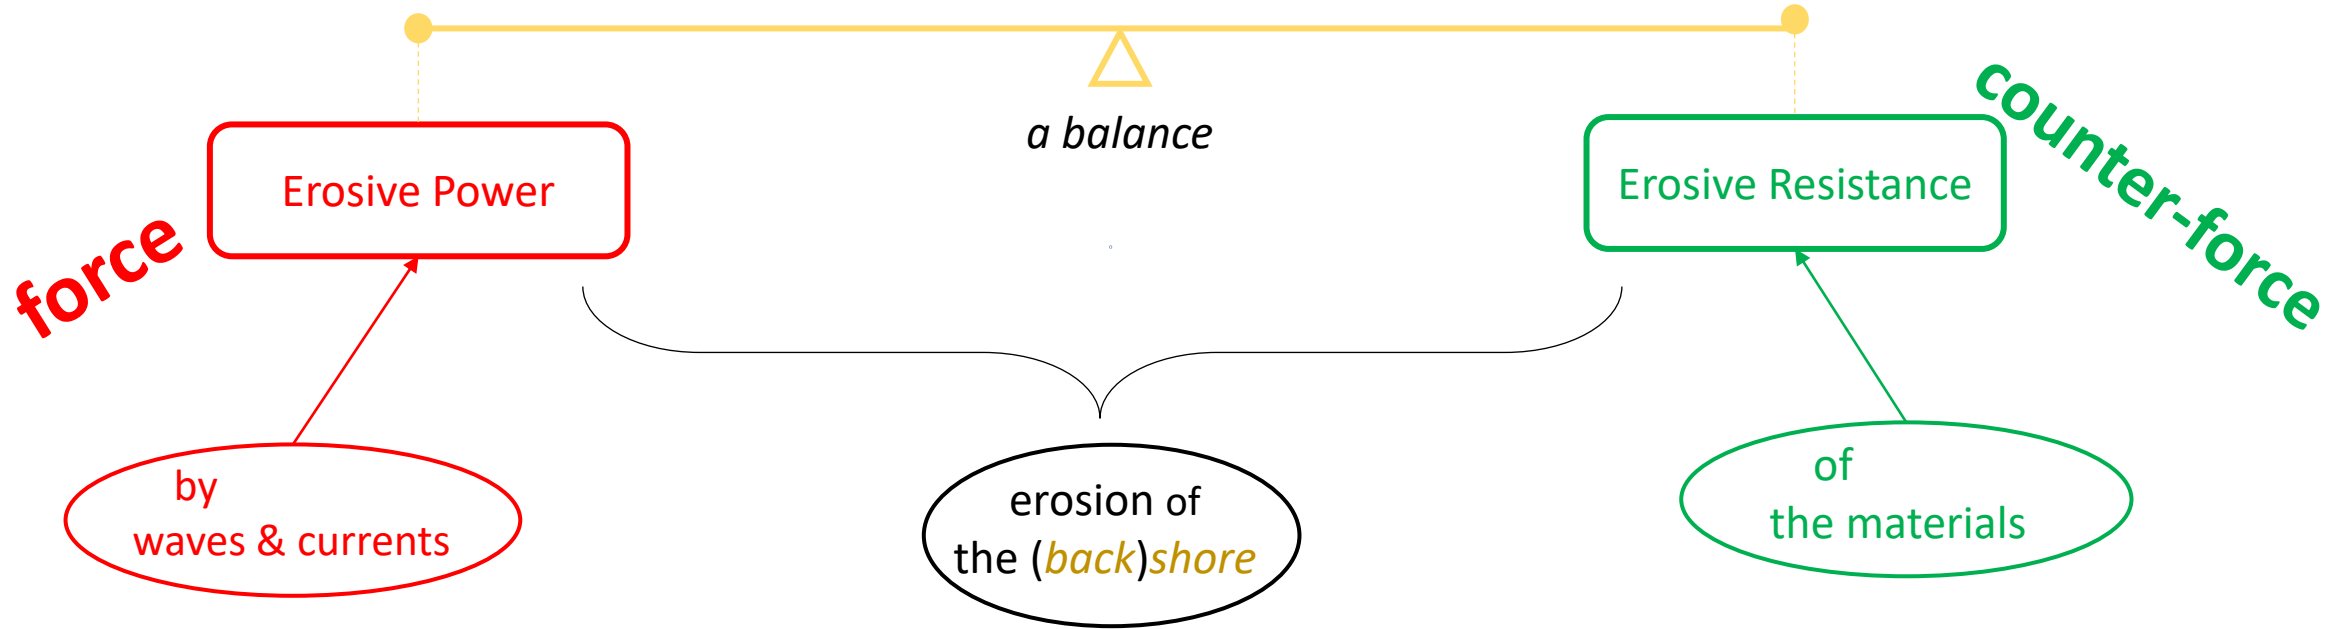 a balance
force
Erosive Power
Erosive Resistance
counter-force
by
waves & currents
erosion of
the (back)shore
of
the materials